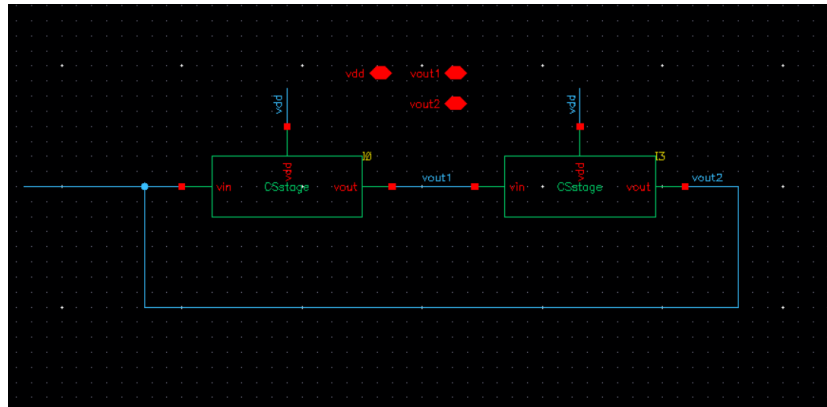 vdd vout1
vout2
vdd vdd
I0 I3
vdd vdd
vin CSstage vout vout1 vin CSstage vout vout2